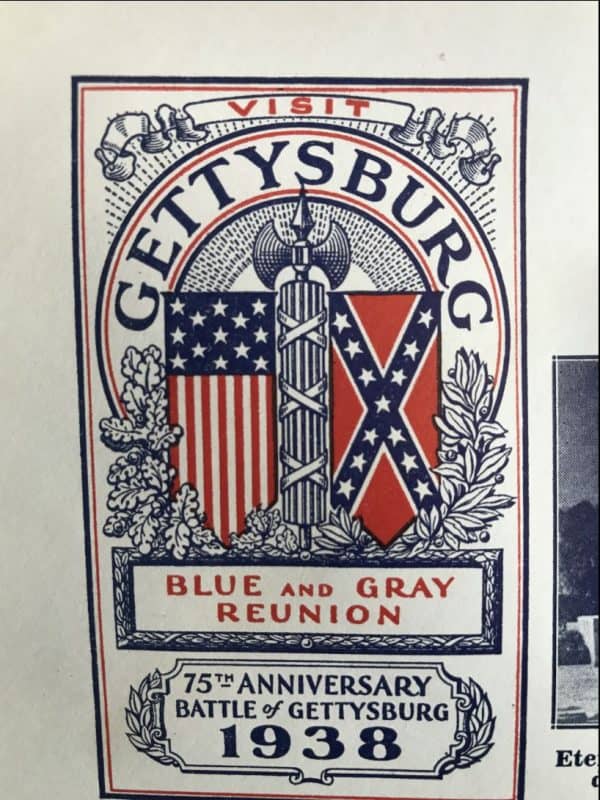 VISIT
GETTYSBURG
BLUE AND GRAY
REUNION
75TH ANNIVERSARY
BATTLE of GETTYSBURG
1938